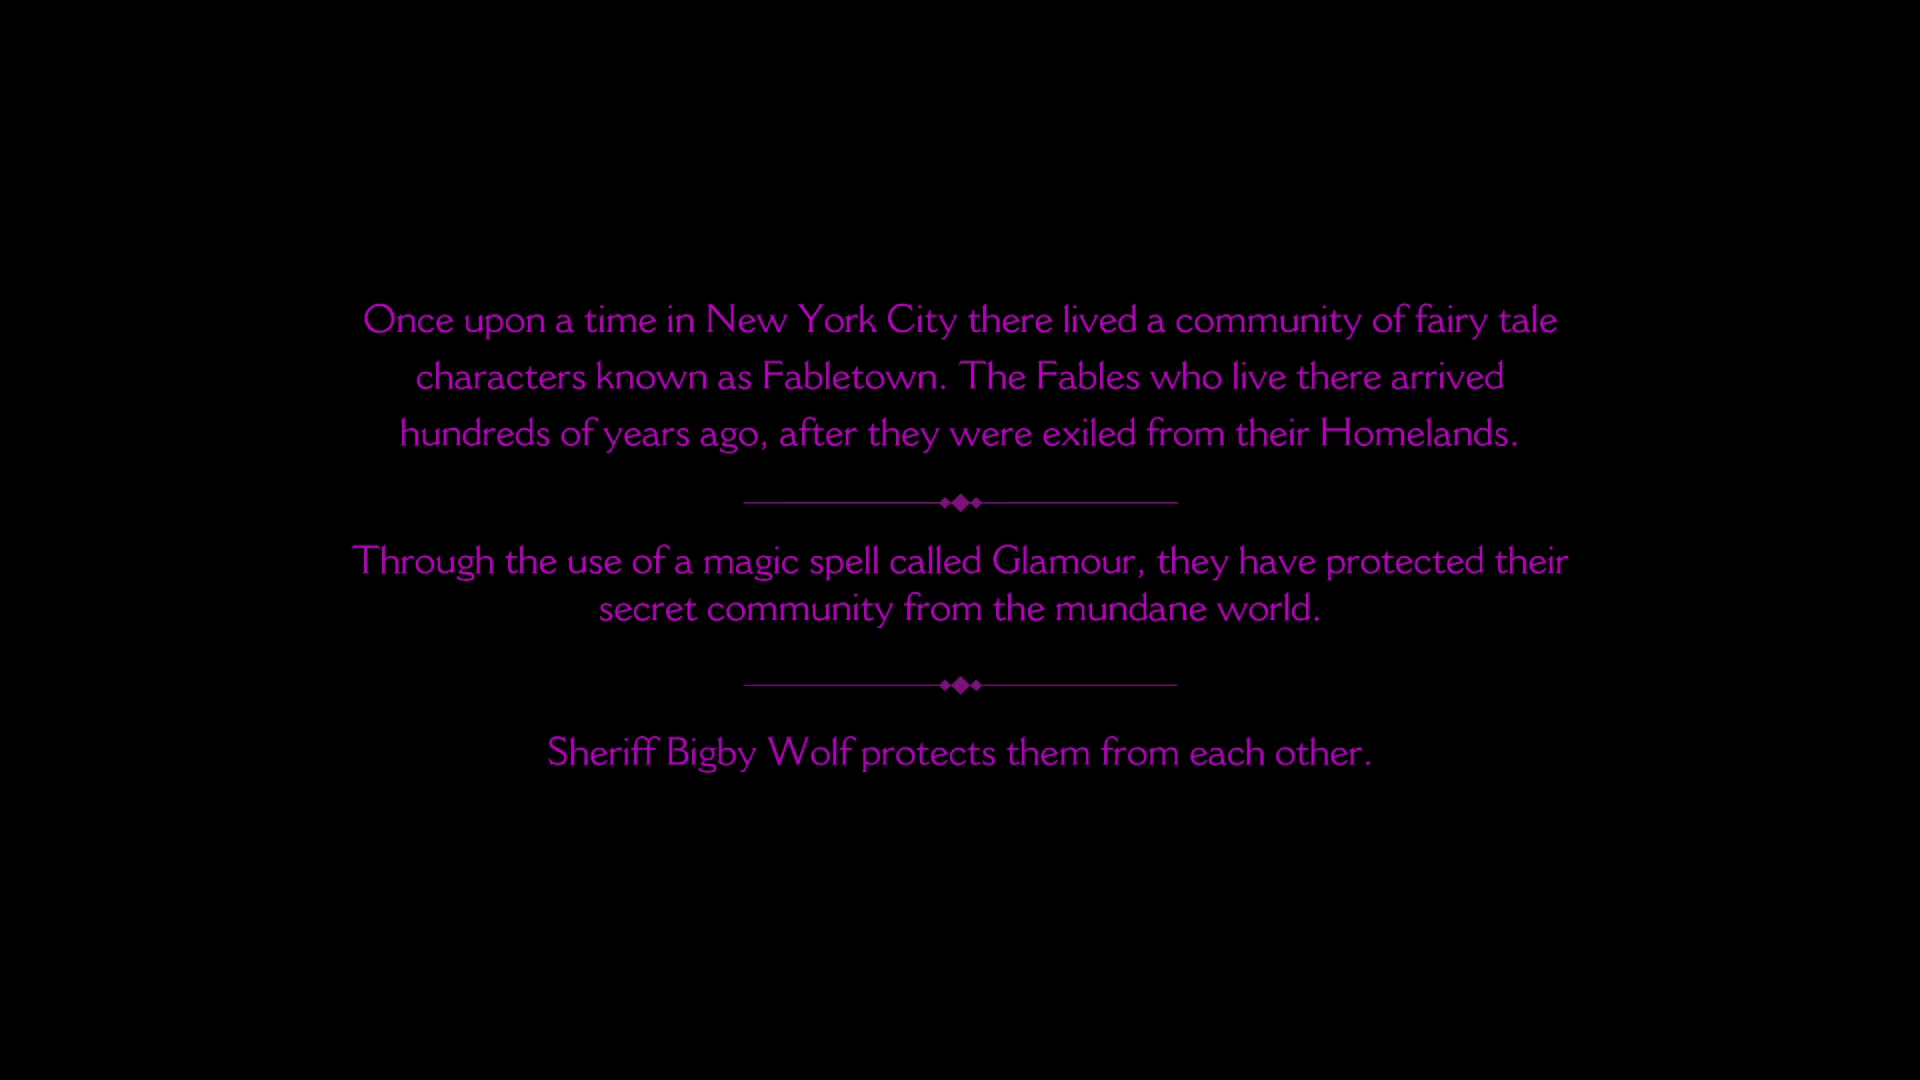 Once upon a time in New York City there lived a community of fairy tale
characters known as Fabletown. The Fables who live there arrived
hundreds of years ago, after they were exiled from their Homelands.
Through the use of a magic spell called Glamour, they have protected their
secret community from the mundane world.
Sheriff Bigby Wolf protects them from each other.